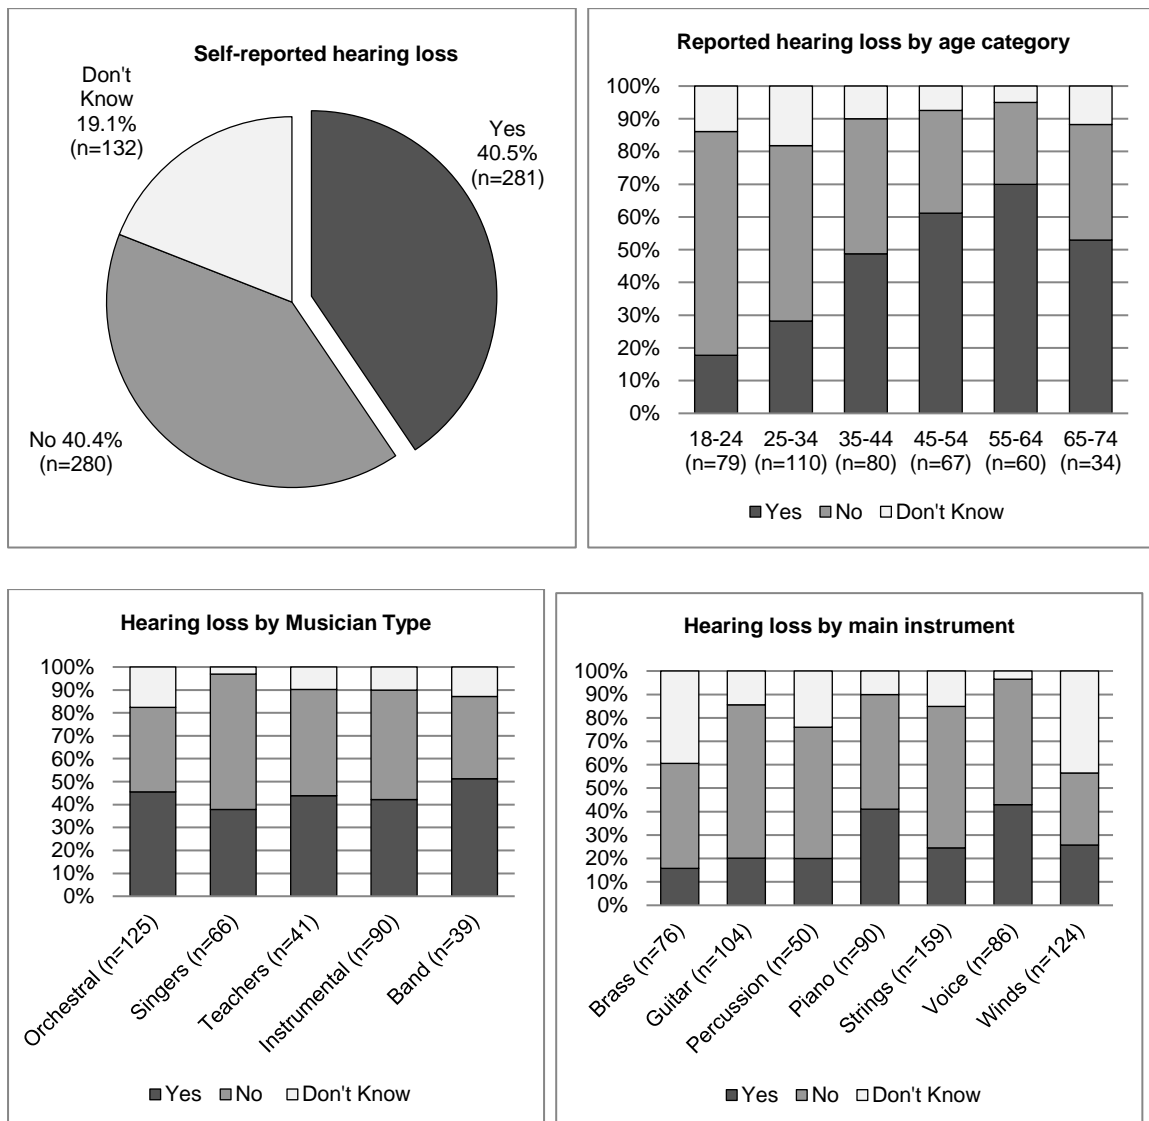 Self-reported hearing loss
Don't
Know
19.1%
(n=132)
Yes
40.5%
(n=281)
No 40.4%
(n=280)
Reported hearing loss by age category
100%
90%
80%
70%
60%
50%
40%
30%
20%
10%
0%
18-24 25-34 35-44 45-54 55-64 65-74
(n=79) (n=110) (n=80) (n=67) (n=60) (n=34)
Yes No Don't Know
Hearing loss by Musician Type
100%
90%
80%
70%
60%
50%
40%
30%
20%
10%
0%
Orchestral (n=125)
Singers (n=66)
Teachers (n=41)
Instrumental (n=90)
Band (n=39)
Yes No Don't Know
Hearing loss by main instrument
100%
90%
80%
70%
60%
50%
40%
30%
20%
10%
0%
Brass (n=76)
Guitar (n=104)
Percussion (n=50)
Piano (n=90)
Strings (n=159)
Voice (n=86)
Winds (n=124)
Yes No Don't Know